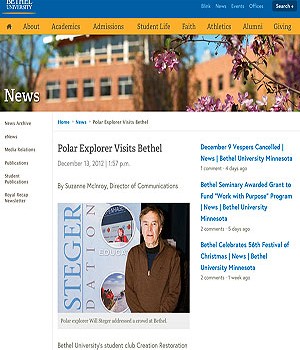 BETHEL
UNIVERSITY
Blink News Events Offices Search
About Academics Admissions Student Life Faith Athletics Alumni Giving
News
News Archive
eNews
Media Relations
Publications
Student
Publications
Royal Recap
Newsletter
Home » News » Polar Explorer Visits Bethel
Polar Explorer Visits Bethel
December 13, 2012 | 1:57 p.m.
By Suzanne McInroy, Director of Communications
STEGER
DATION
Polar explorer Will Steger addressed a crowd at Bethel.
Bethel University's student club Creation Restoration
December 9 Vespers Cancelled |
News | Bethel University Minnesota
1 comment · 4 days ago
Bethel Seminary Awarded Grant to
Fund "Work with Purpose" Program
| News | Bethel University
Minnesota
2 comments · 5 days ago
Bethel Celebrates 56th Festival of
Christmas | News | Bethel
University Minnesota
2 comments · 1 week ago